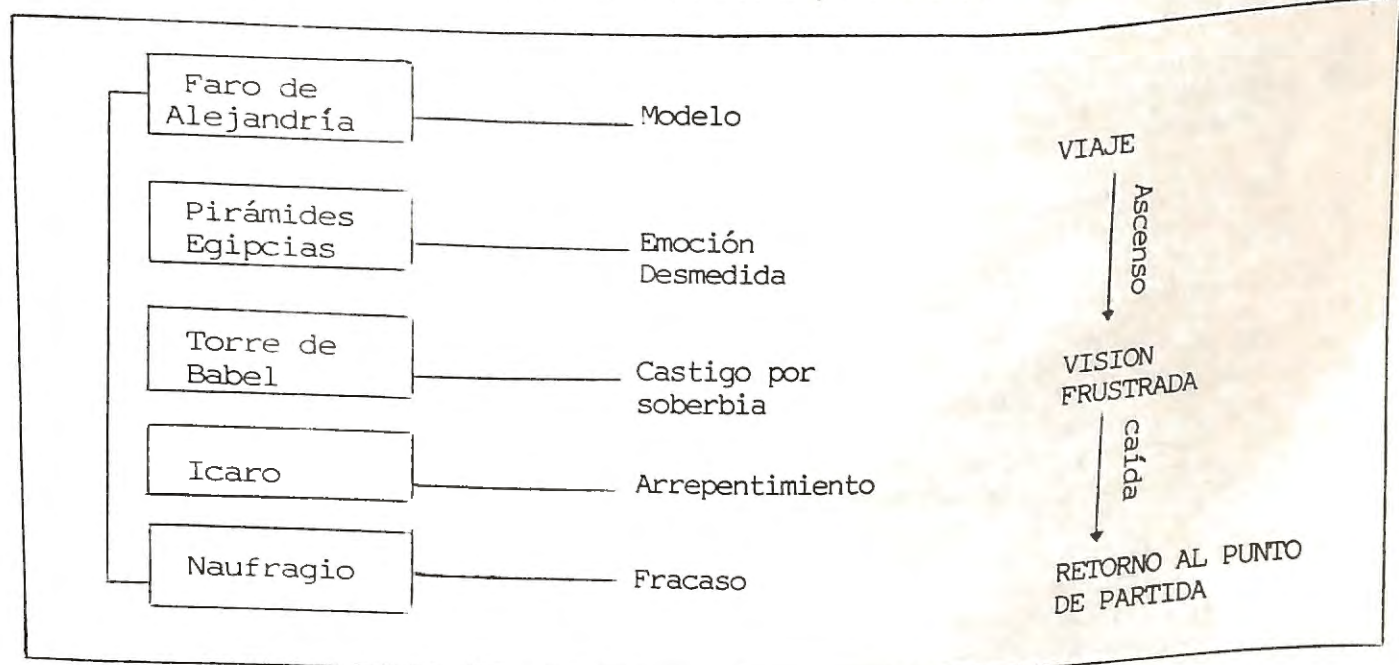 Faro de
Alejandría
Modelo
Pirámides
Egipcias
Emoción
Desmedida
Torre de
Babel
Castigo por
soberbia
Icaro
Arrepentimiento
Naufragio
Fracaso
VIAJE
Ascenso
VISION
FRUSTRADA
caída
RETORNO AL PUNTO
DE PARTIDA